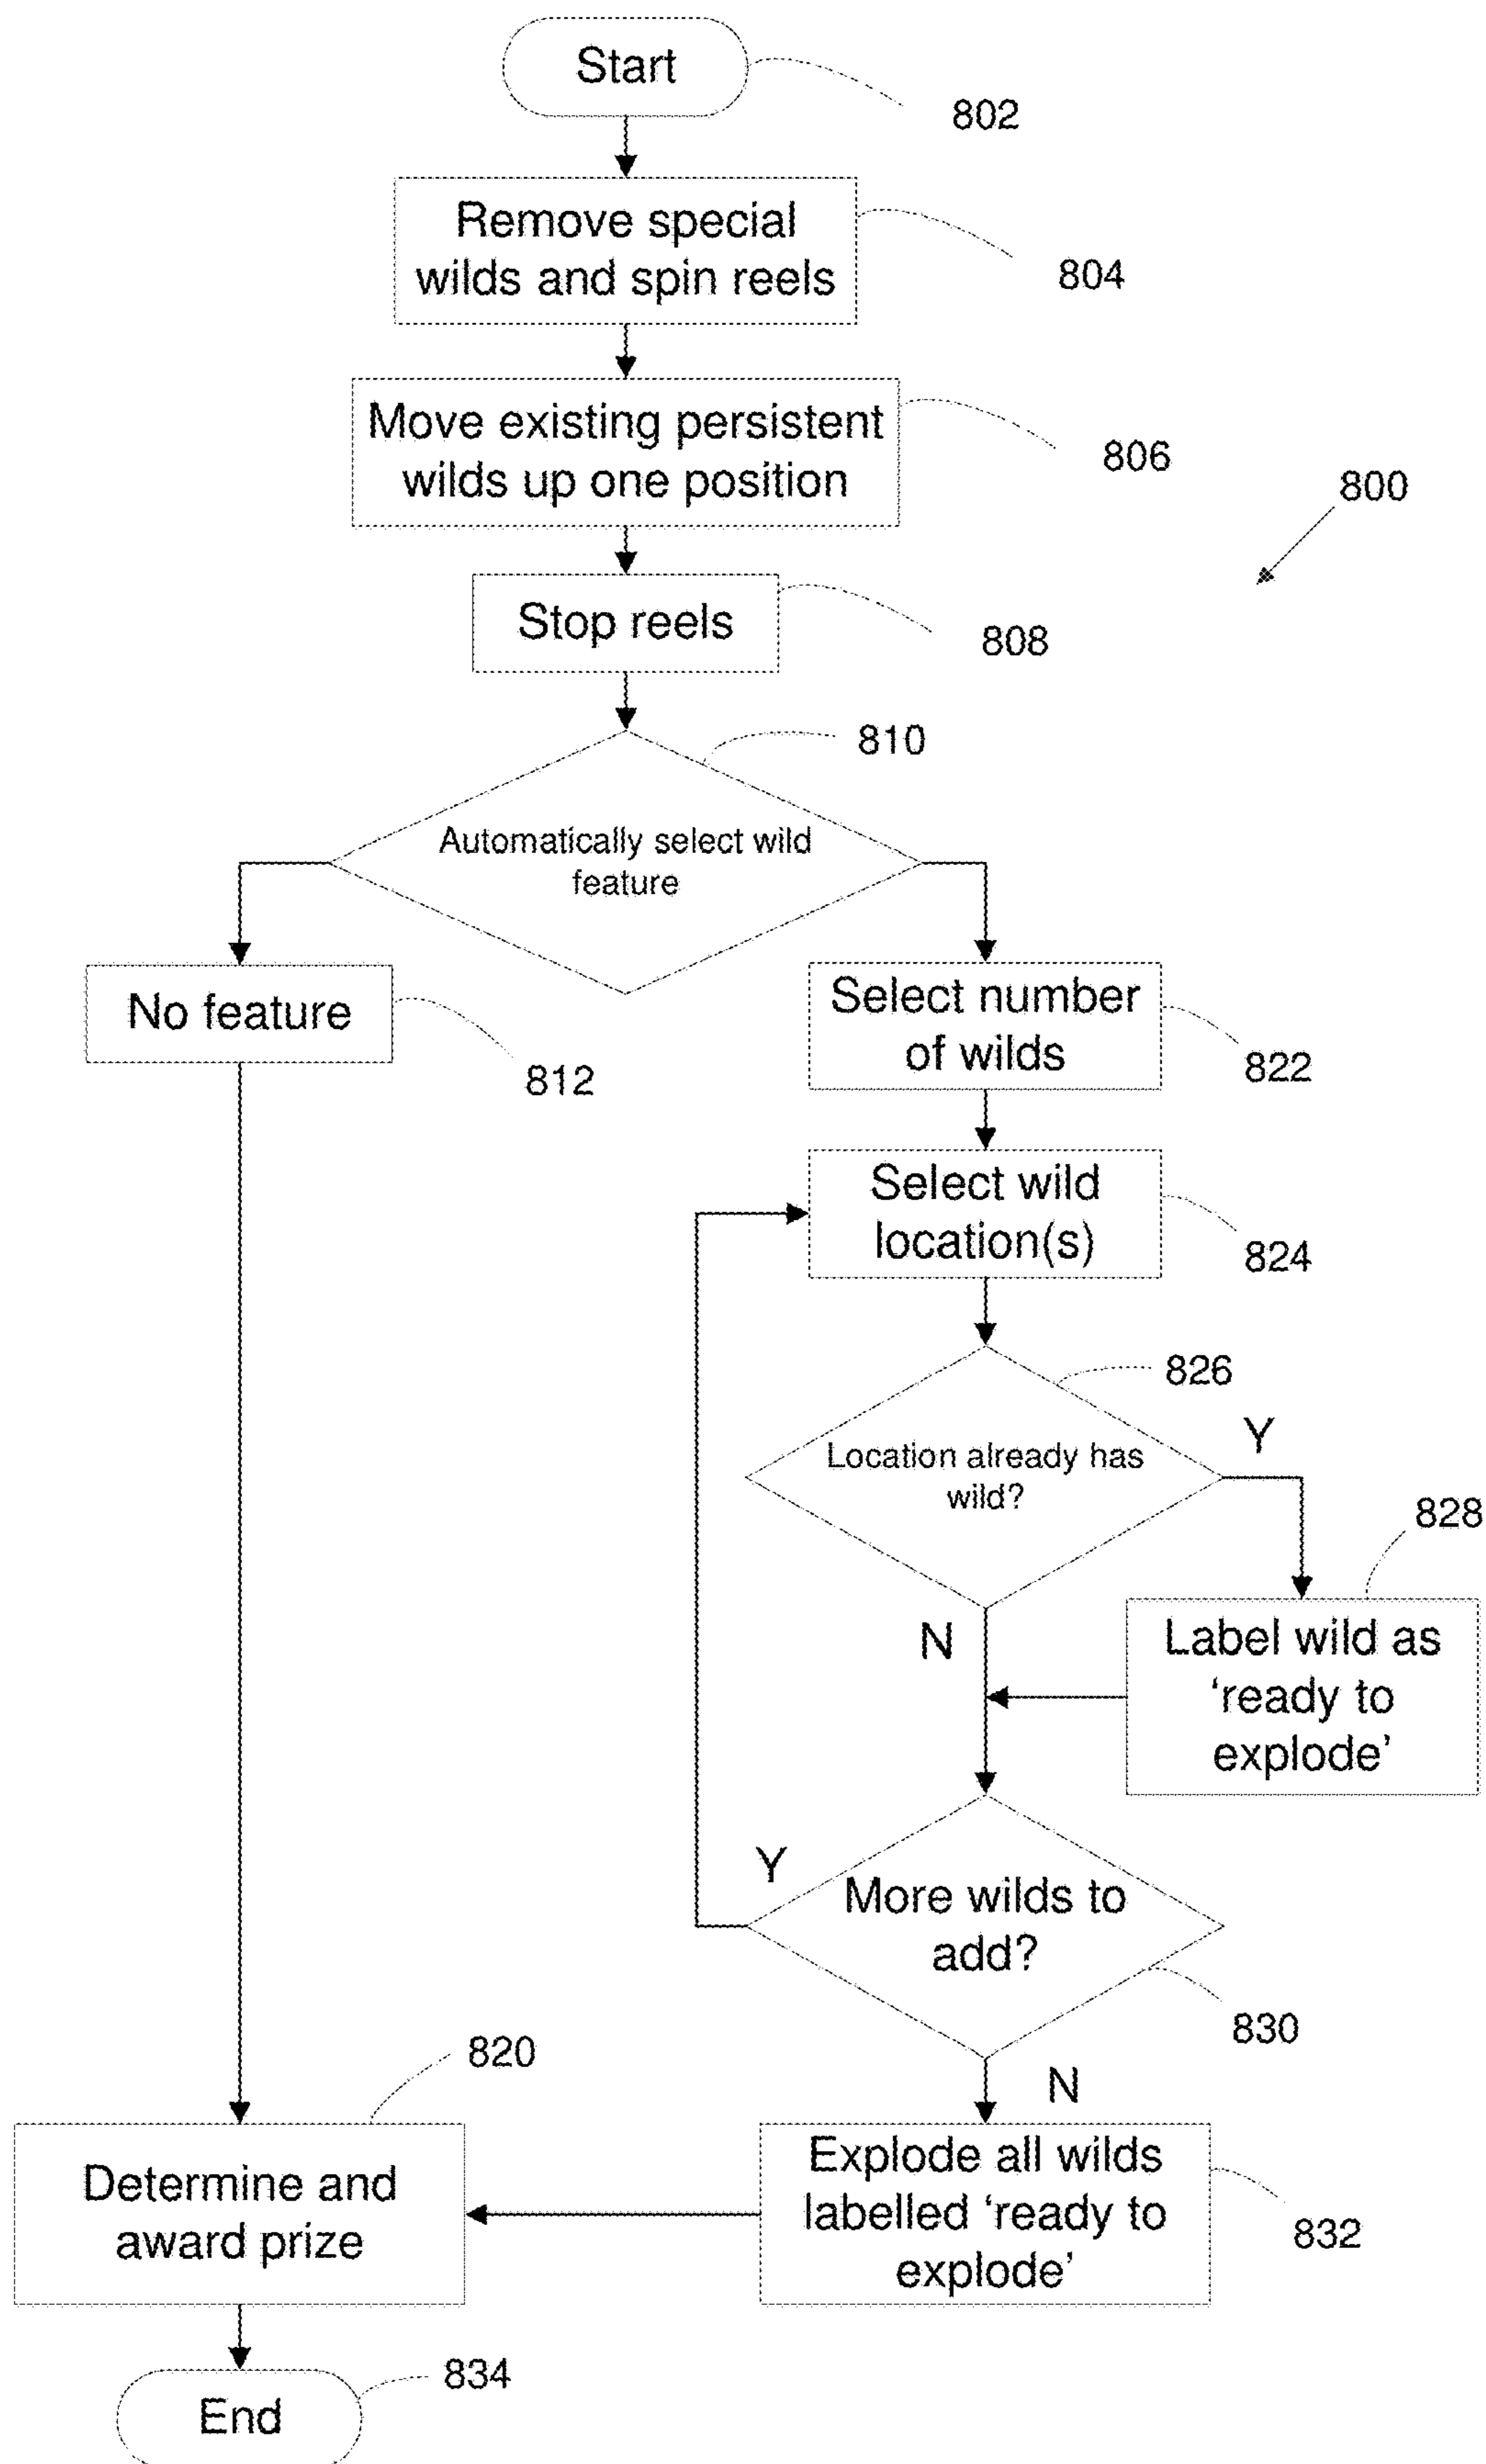 Start
802
Remove special
wilds and spin reels
804
Move existing persistent
wilds up one position
806
800
Stop reels
808
810
Automatically select wild
feature
No feature
812
Select number
of wilds
822
Select wild
location(s)
824
826
Location already has
wild?
Y
828
N
Label wild as
‘ready to
explode’
Y
More wilds to
add?
830
820
N
Determine and
award prize
Explode all wilds
labelled ‘ready to
explode’
832
834
End